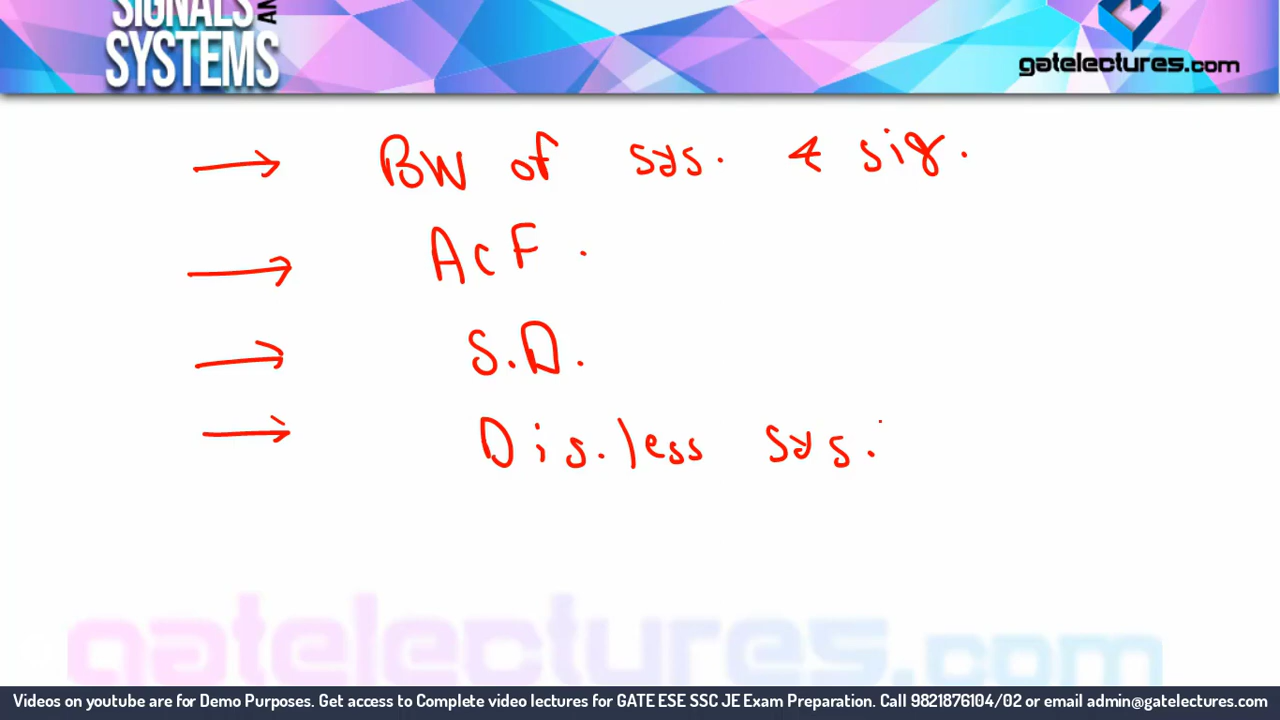 SIGNALS AND
SYSTEMS
gatelectures.com
→ BW of sys. & sig.
→ ACF.
→ S.D.
→ Dis.less sys.
gatelectures.com
Videos on youtube are for Demo Purposes. Get access to Complete video lectures for GATE ESE SSC JE Exam Preparation. Call 9821876104/02 or email admin@gatelectures.com